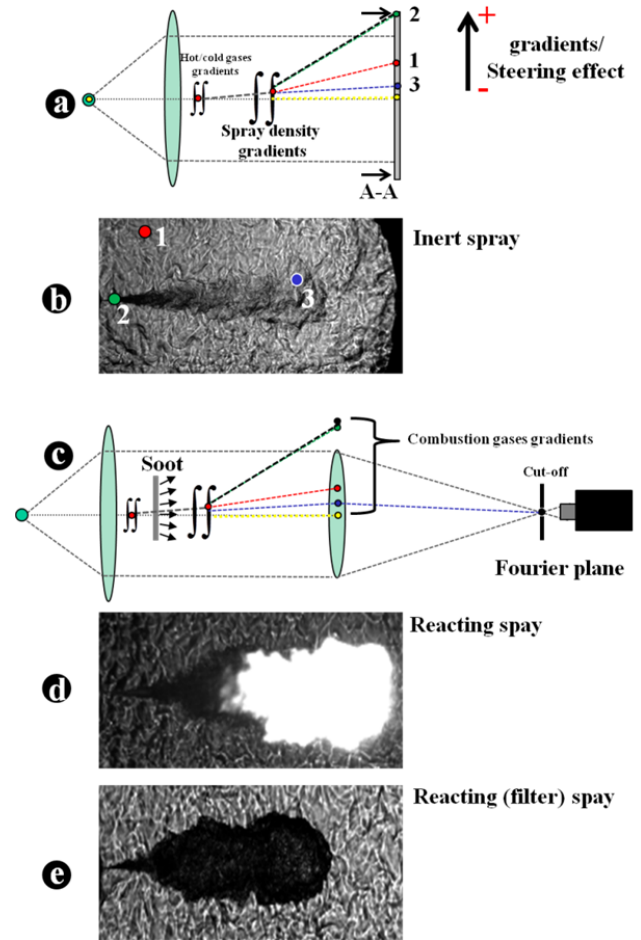 2
+
Hot/cold gases
gradients
1
gradients/
Steering effect
∬
∬
3
-
a
Spray density
gradients
A-A
1
Inert spray
b
2
3
c
Soot
Combustion gases gradients
∬
∬
Cut-off
Fourier plane
Reacting spay
d
Reacting (filter) spay
e